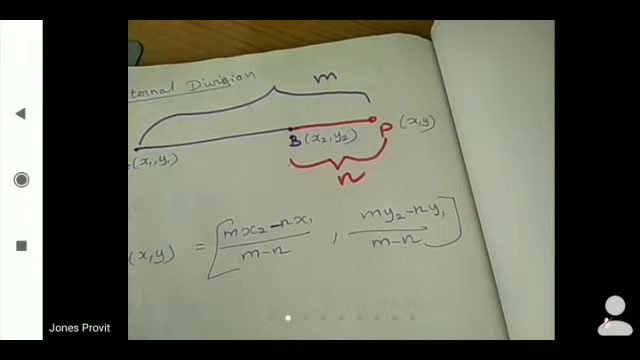 ternal Division
m
(x₁,y₁) B (x₂,y₂) P (x,y)
n
(x,y) = [ (mx₂-nx₁)/(m-n) , (my₂-ny₁)/(m-n) ]
Jones Provit